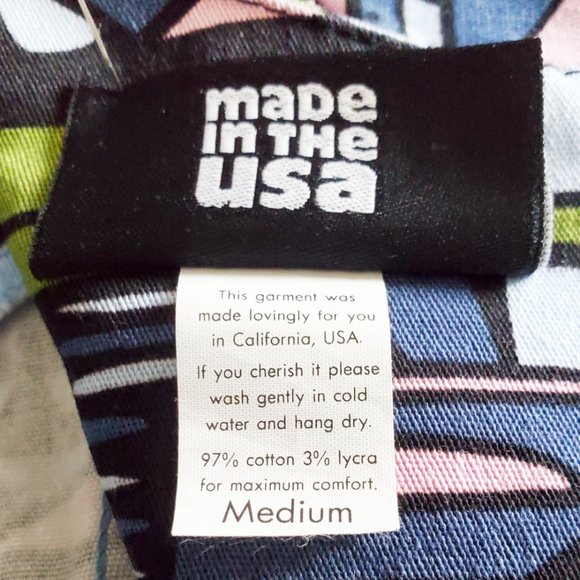 made
in the
usa
This garment was
made lovingly for you
in California, USA.
If you cherish it please
wash gently in cold
water and hang dry.
97% cotton 3% lycra
for maximum comfort.
Medium